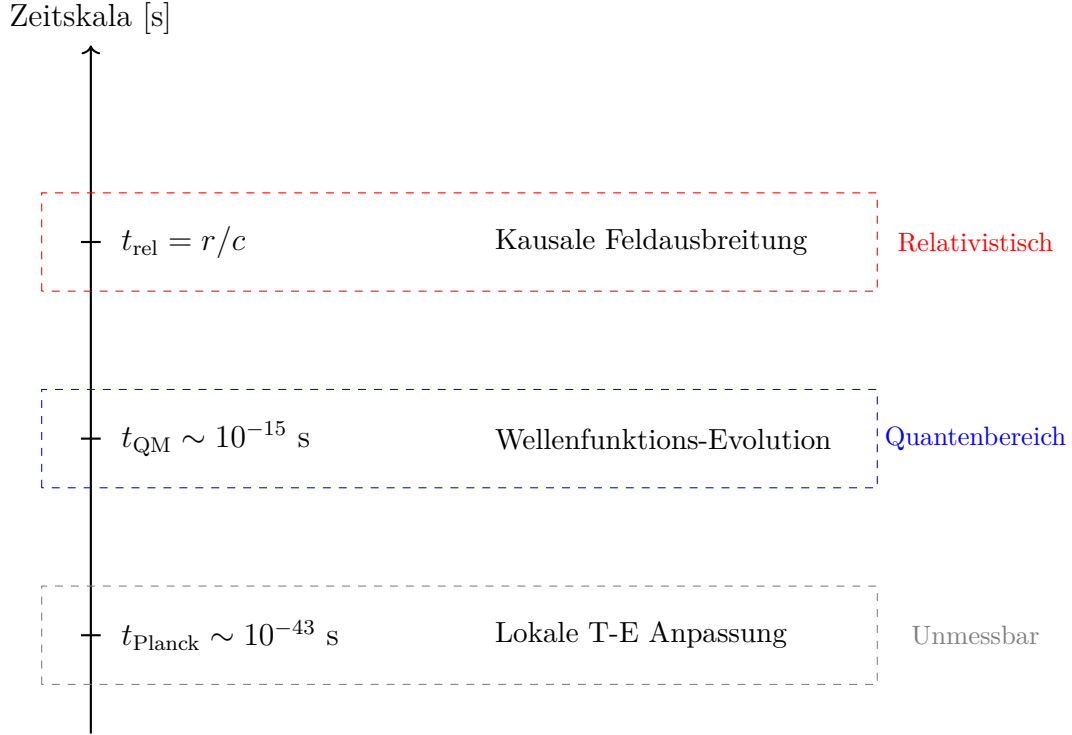 Zeitskala [s]
t_rel = r/c Kausale Feldausbreitung Relativistisch
t_QM ∼ 10^−15 s Wellenfunktions-Evolution Quantenbereich
t_Planck ∼ 10^−43 s Lokale T-E Anpassung Unmessbar